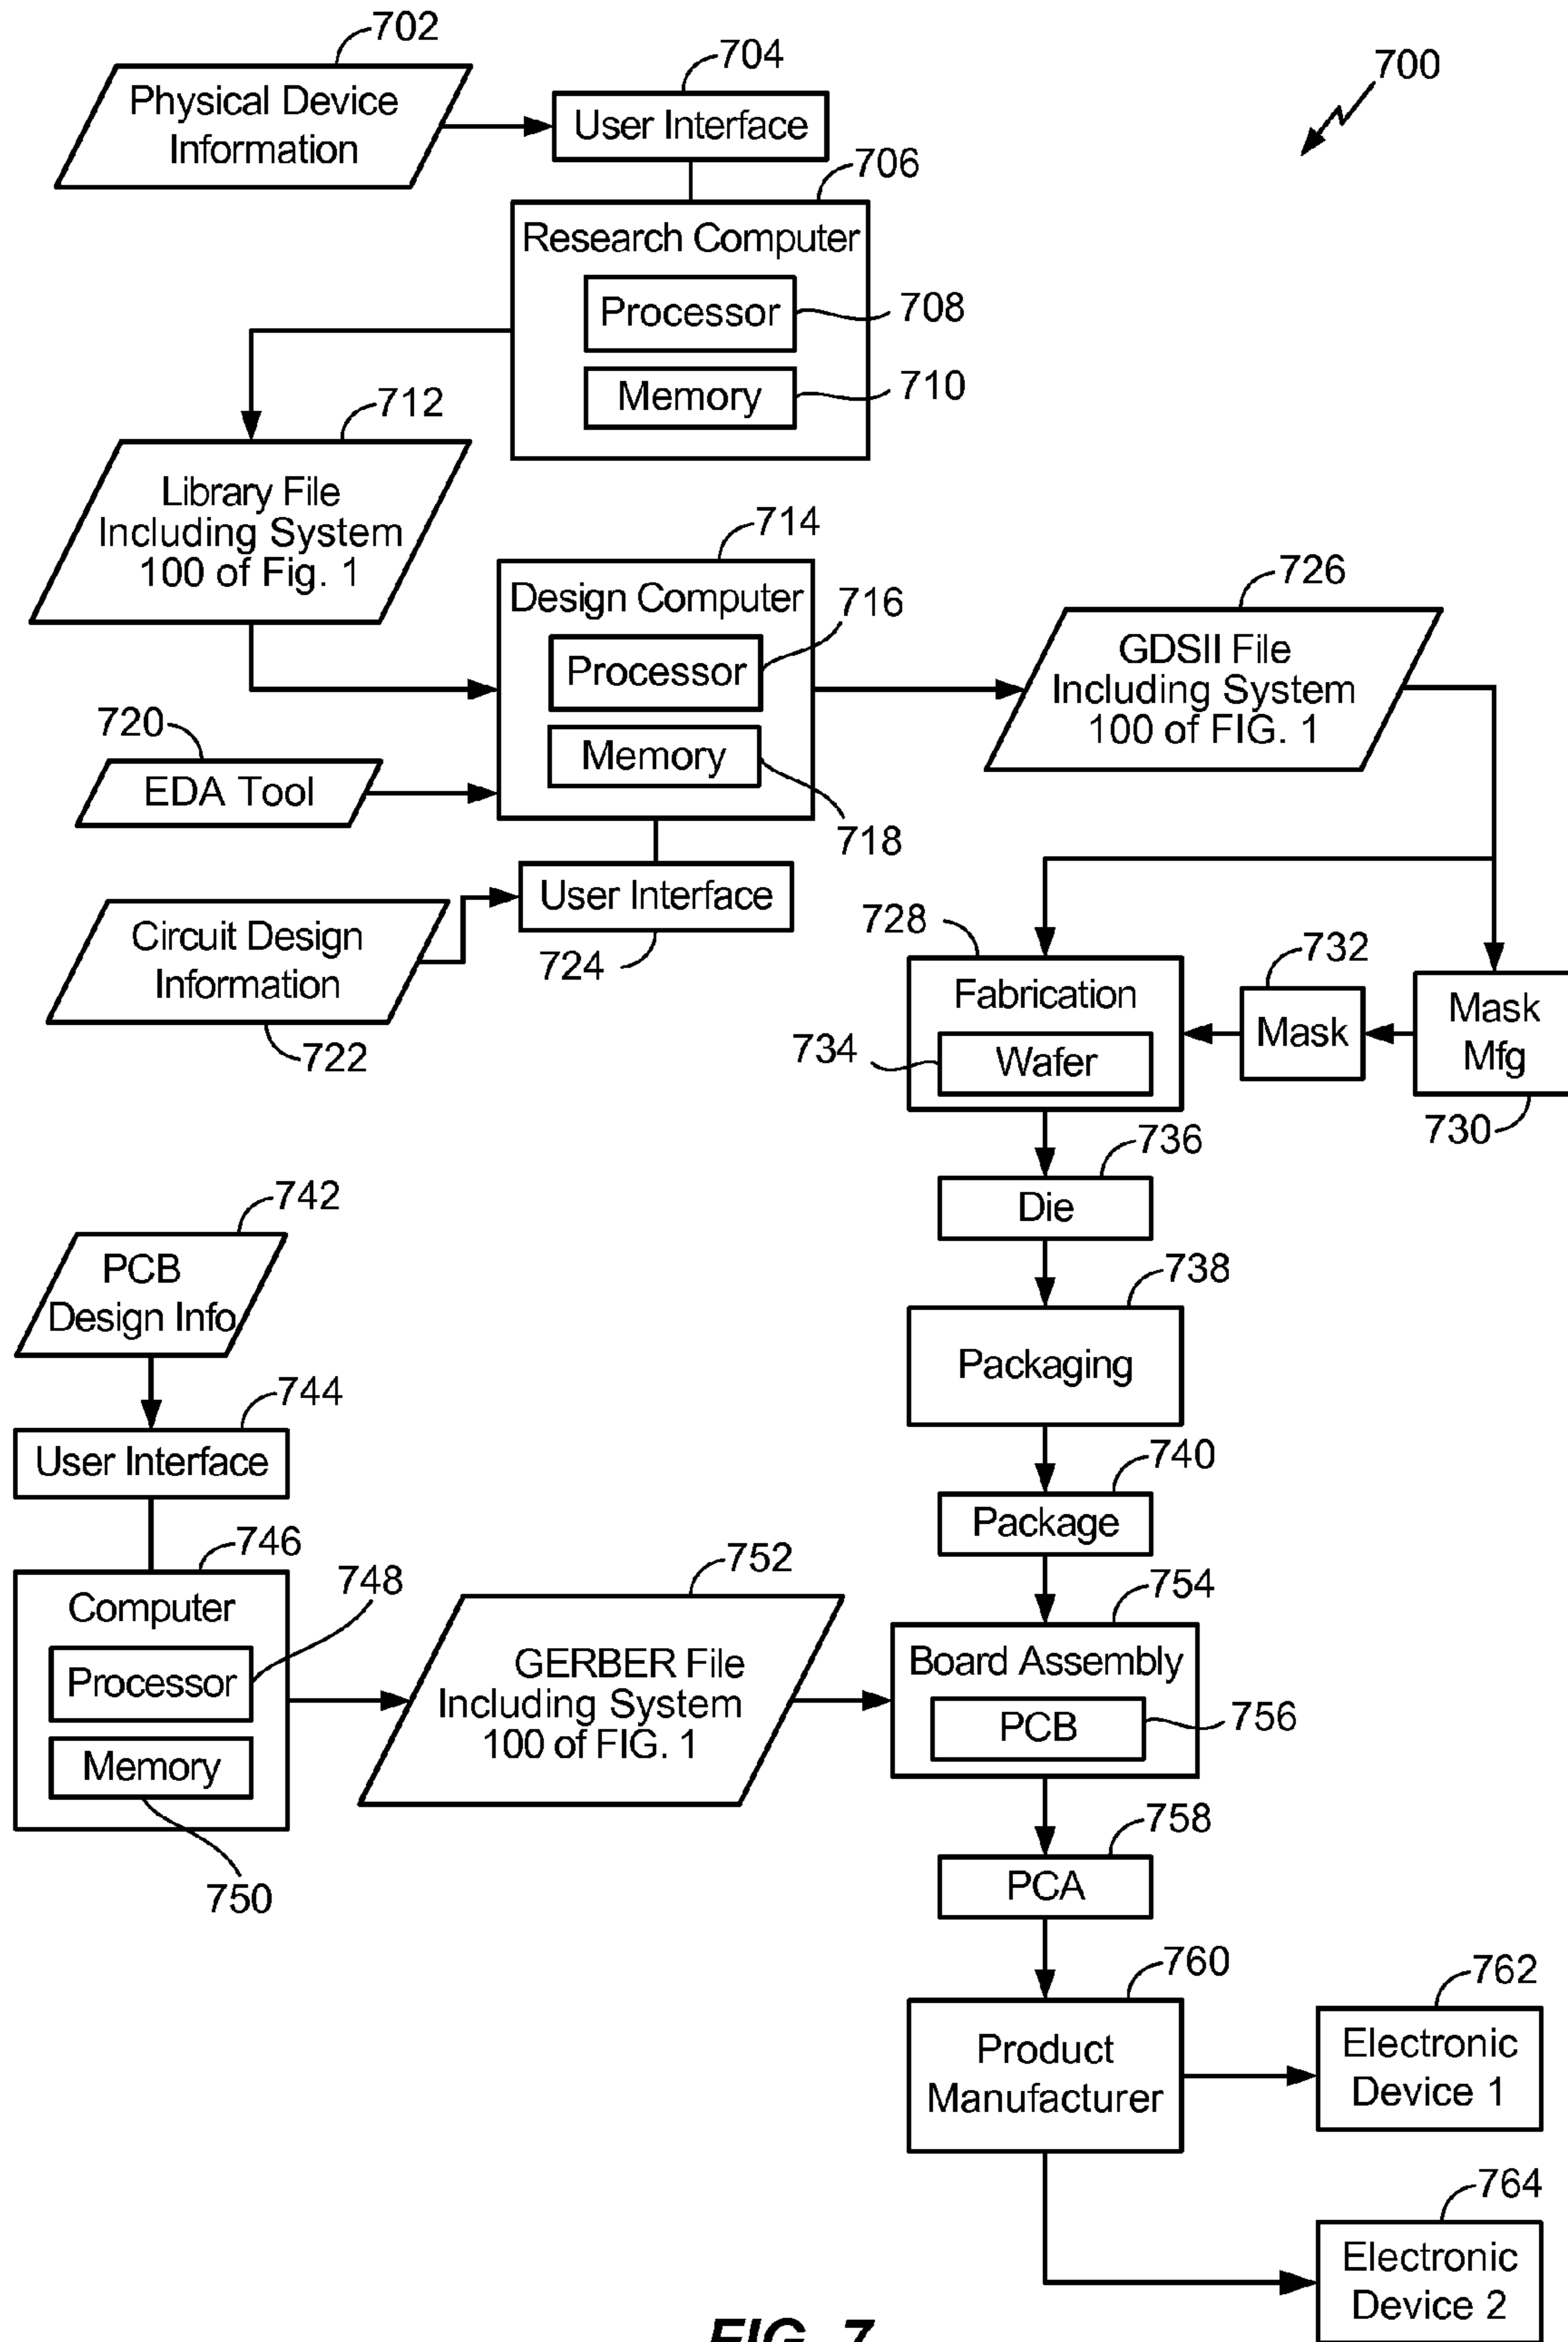 702
Physical Device
Information
704
User Interface
700
706
Research Computer
Processor
708
Memory
710
712
Library File
Including System
100 of Fig. 1
714
Design Computer
Processor
716
Memory
718
720
EDA Tool
Circuit Design
Information
722
User Interface
724
726
GDSII File
Including System
100 of FIG. 1
728
Fabrication
734
Wafer
732
Mask
Mask
Mfg
730
736
Die
738
Packaging
740
Package
742
PCB
Design Info
744
User Interface
746
Computer
748
Processor
Memory
750
752
GERBER File
Including System
100 of FIG. 1
754
Board Assembly
PCB
756
758
PCA
760
Product
Manufacturer
762
Electronic
Device 1
764
Electronic
Device 2
FIG. 7